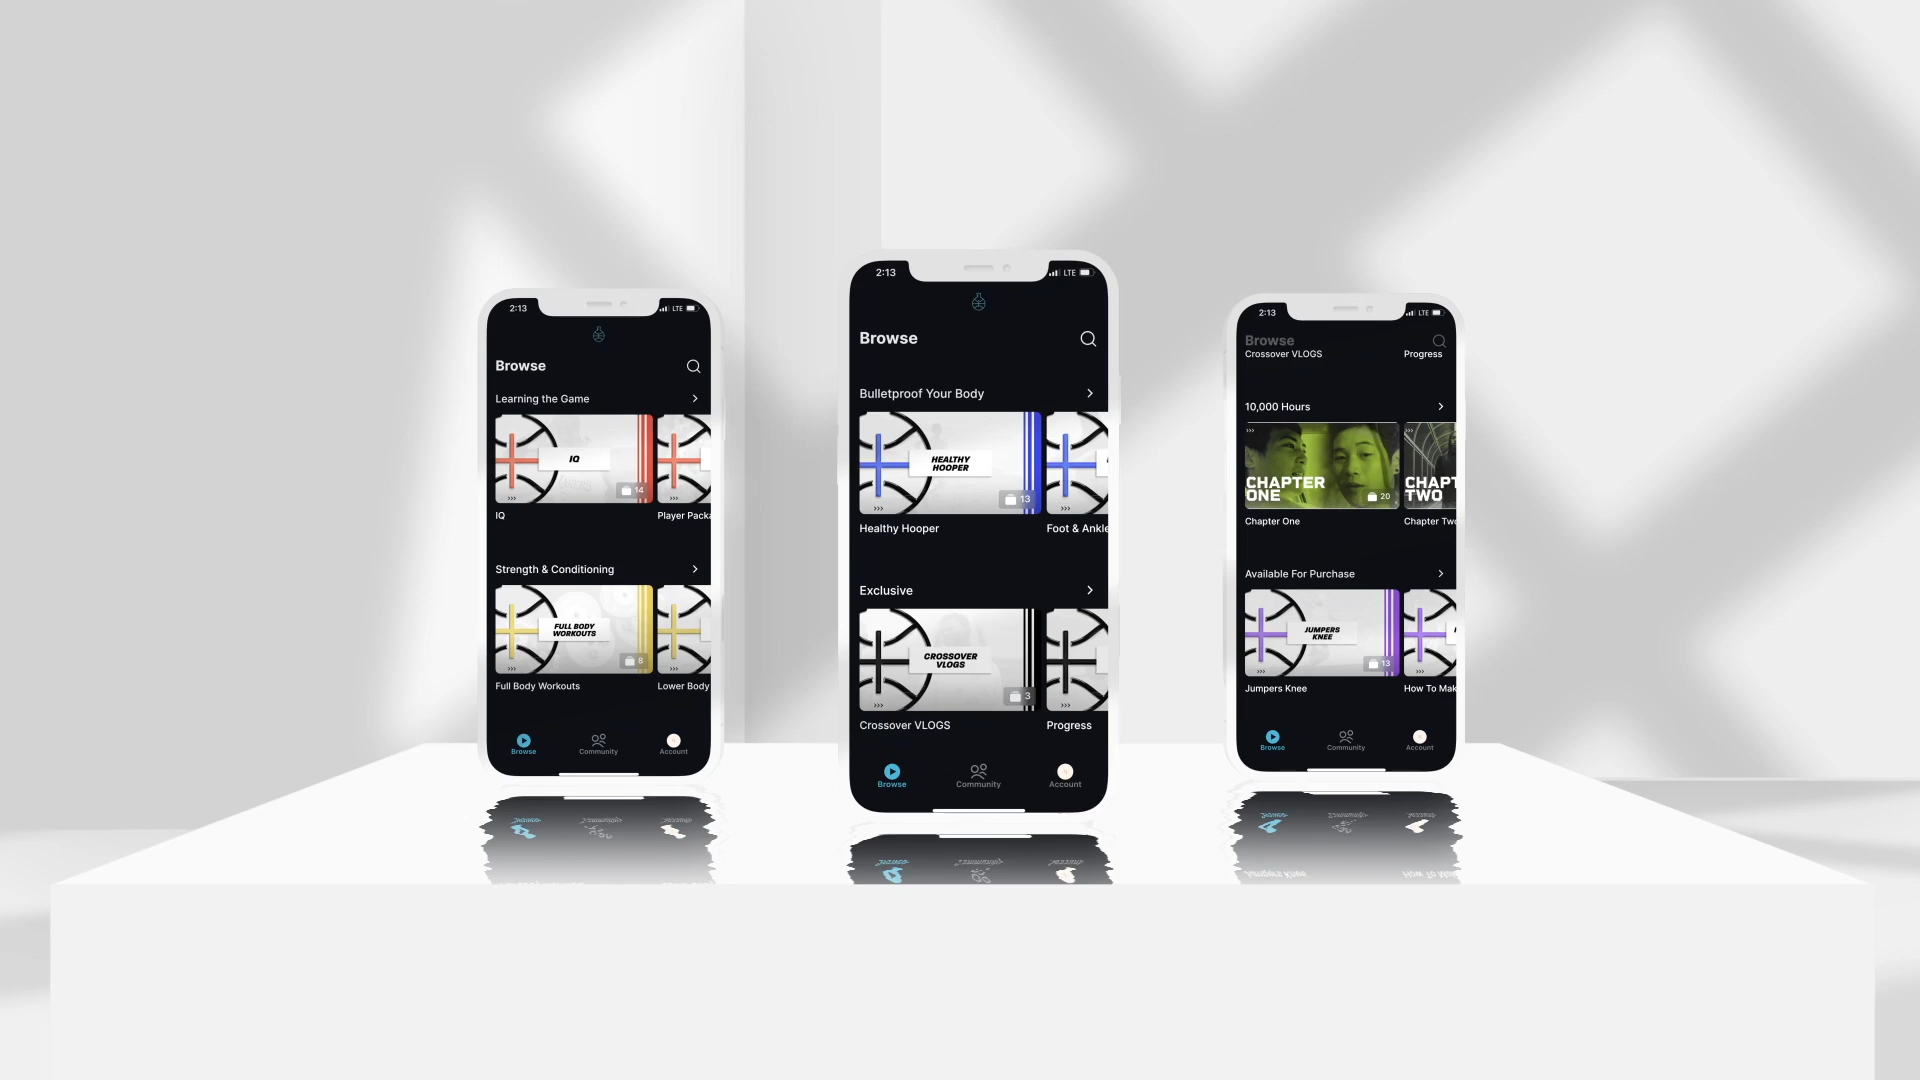 2:13
LTE
Browse
Learning the Game
IQ
14
IQ
Player Packa
Strength & Conditioning
FULL BODY
WORKOUTS
8
Full Body Workouts
Lower Body
Browse
Community
Account
2:13
LTE
Browse
Bulletproof Your Body
HEALTHY
HOOPER
13
Healthy Hooper
Foot & Ankle
Exclusive
CROSSOVER
VLOGS
3
Crossover VLOGS
Progress
Browse
Community
Account
2:13
LTE
Browse
Crossover VLOGS
Progress
10,000 Hours
CHAPTER
ONE
20
CHAPT
TWO
Chapter One
Chapter Two
Available For Purchase
JUMPERS
KNEE
13
Jumpers Knee
How To Mak
Browse
Community
Account